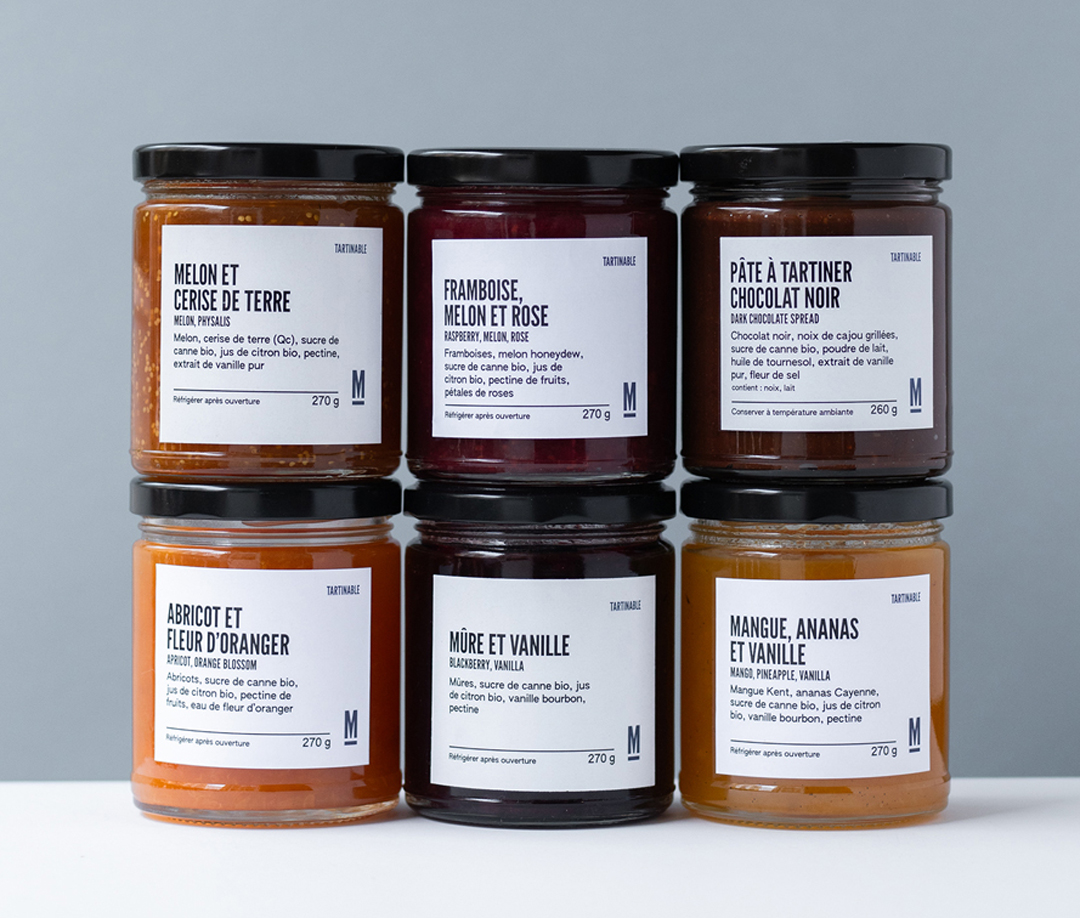 TARTINABLE
MELON ET
CERISE DE TERRE
MELON, PHYSALIS
Melon, cerise de terre (Qc), sucre de
canne bio, jus de citron bio, pectine,
extrait de vanille pur
Réfrigérer après ouverture 270 g
M
TARTINABLE
FRAMBOISE,
MELON ET ROSE
RASPBERRY, MELON, ROSE
Framboises, melon honeydew,
sucre de canne bio, jus de
citron bio, pectine de fruits,
pétales de roses
Réfrigérer après ouverture 270 g
M
TARTINABLE
PÂTE À TARTINER
CHOCOLAT NOIR
DARK CHOCOLATE SPREAD
Chocolat noir, noix de cajou grillées,
sucre de canne bio, poudre de lait,
huile de tournesol, extrait de vanille
pur, fleur de sel
contient : noix, lait
Conserver à température ambiante 260 g
M
TARTINABLE
ABRICOT ET
FLEUR D'ORANGER
APRICOT, ORANGE BLOSSOM
Abricots, sucre de canne bio,
jus de citron bio, pectine de
fruits, eau de fleur d'oranger
Réfrigérer après ouverture 270 g
M
TARTINABLE
MÛRE ET VANILLE
BLACKBERRY, VANILLA
Mûres, sucre de canne bio, jus
de citron bio, vanille bourbon,
pectine
Réfrigérer après ouverture 270 g
M
TARTINABLE
MANGUE, ANANAS
ET VANILLE
MANGO, PINEAPPLE, VANILLA
Mangue Kent, ananas Cayenne,
sucre de canne bio, jus de citron
bio, vanille bourbon, pectine
Réfrigérer après ouverture 270 g
M